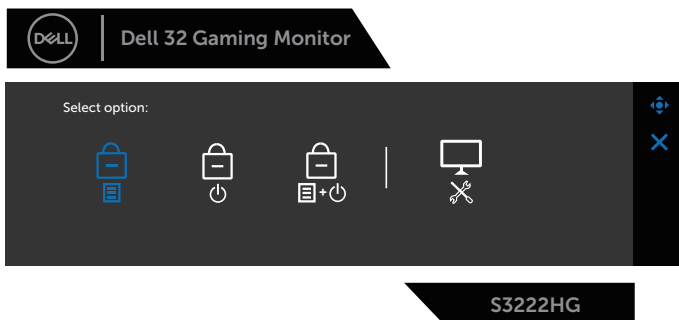 DELL
Dell 32 Gaming Monitor
Select option:
+
S3222HG